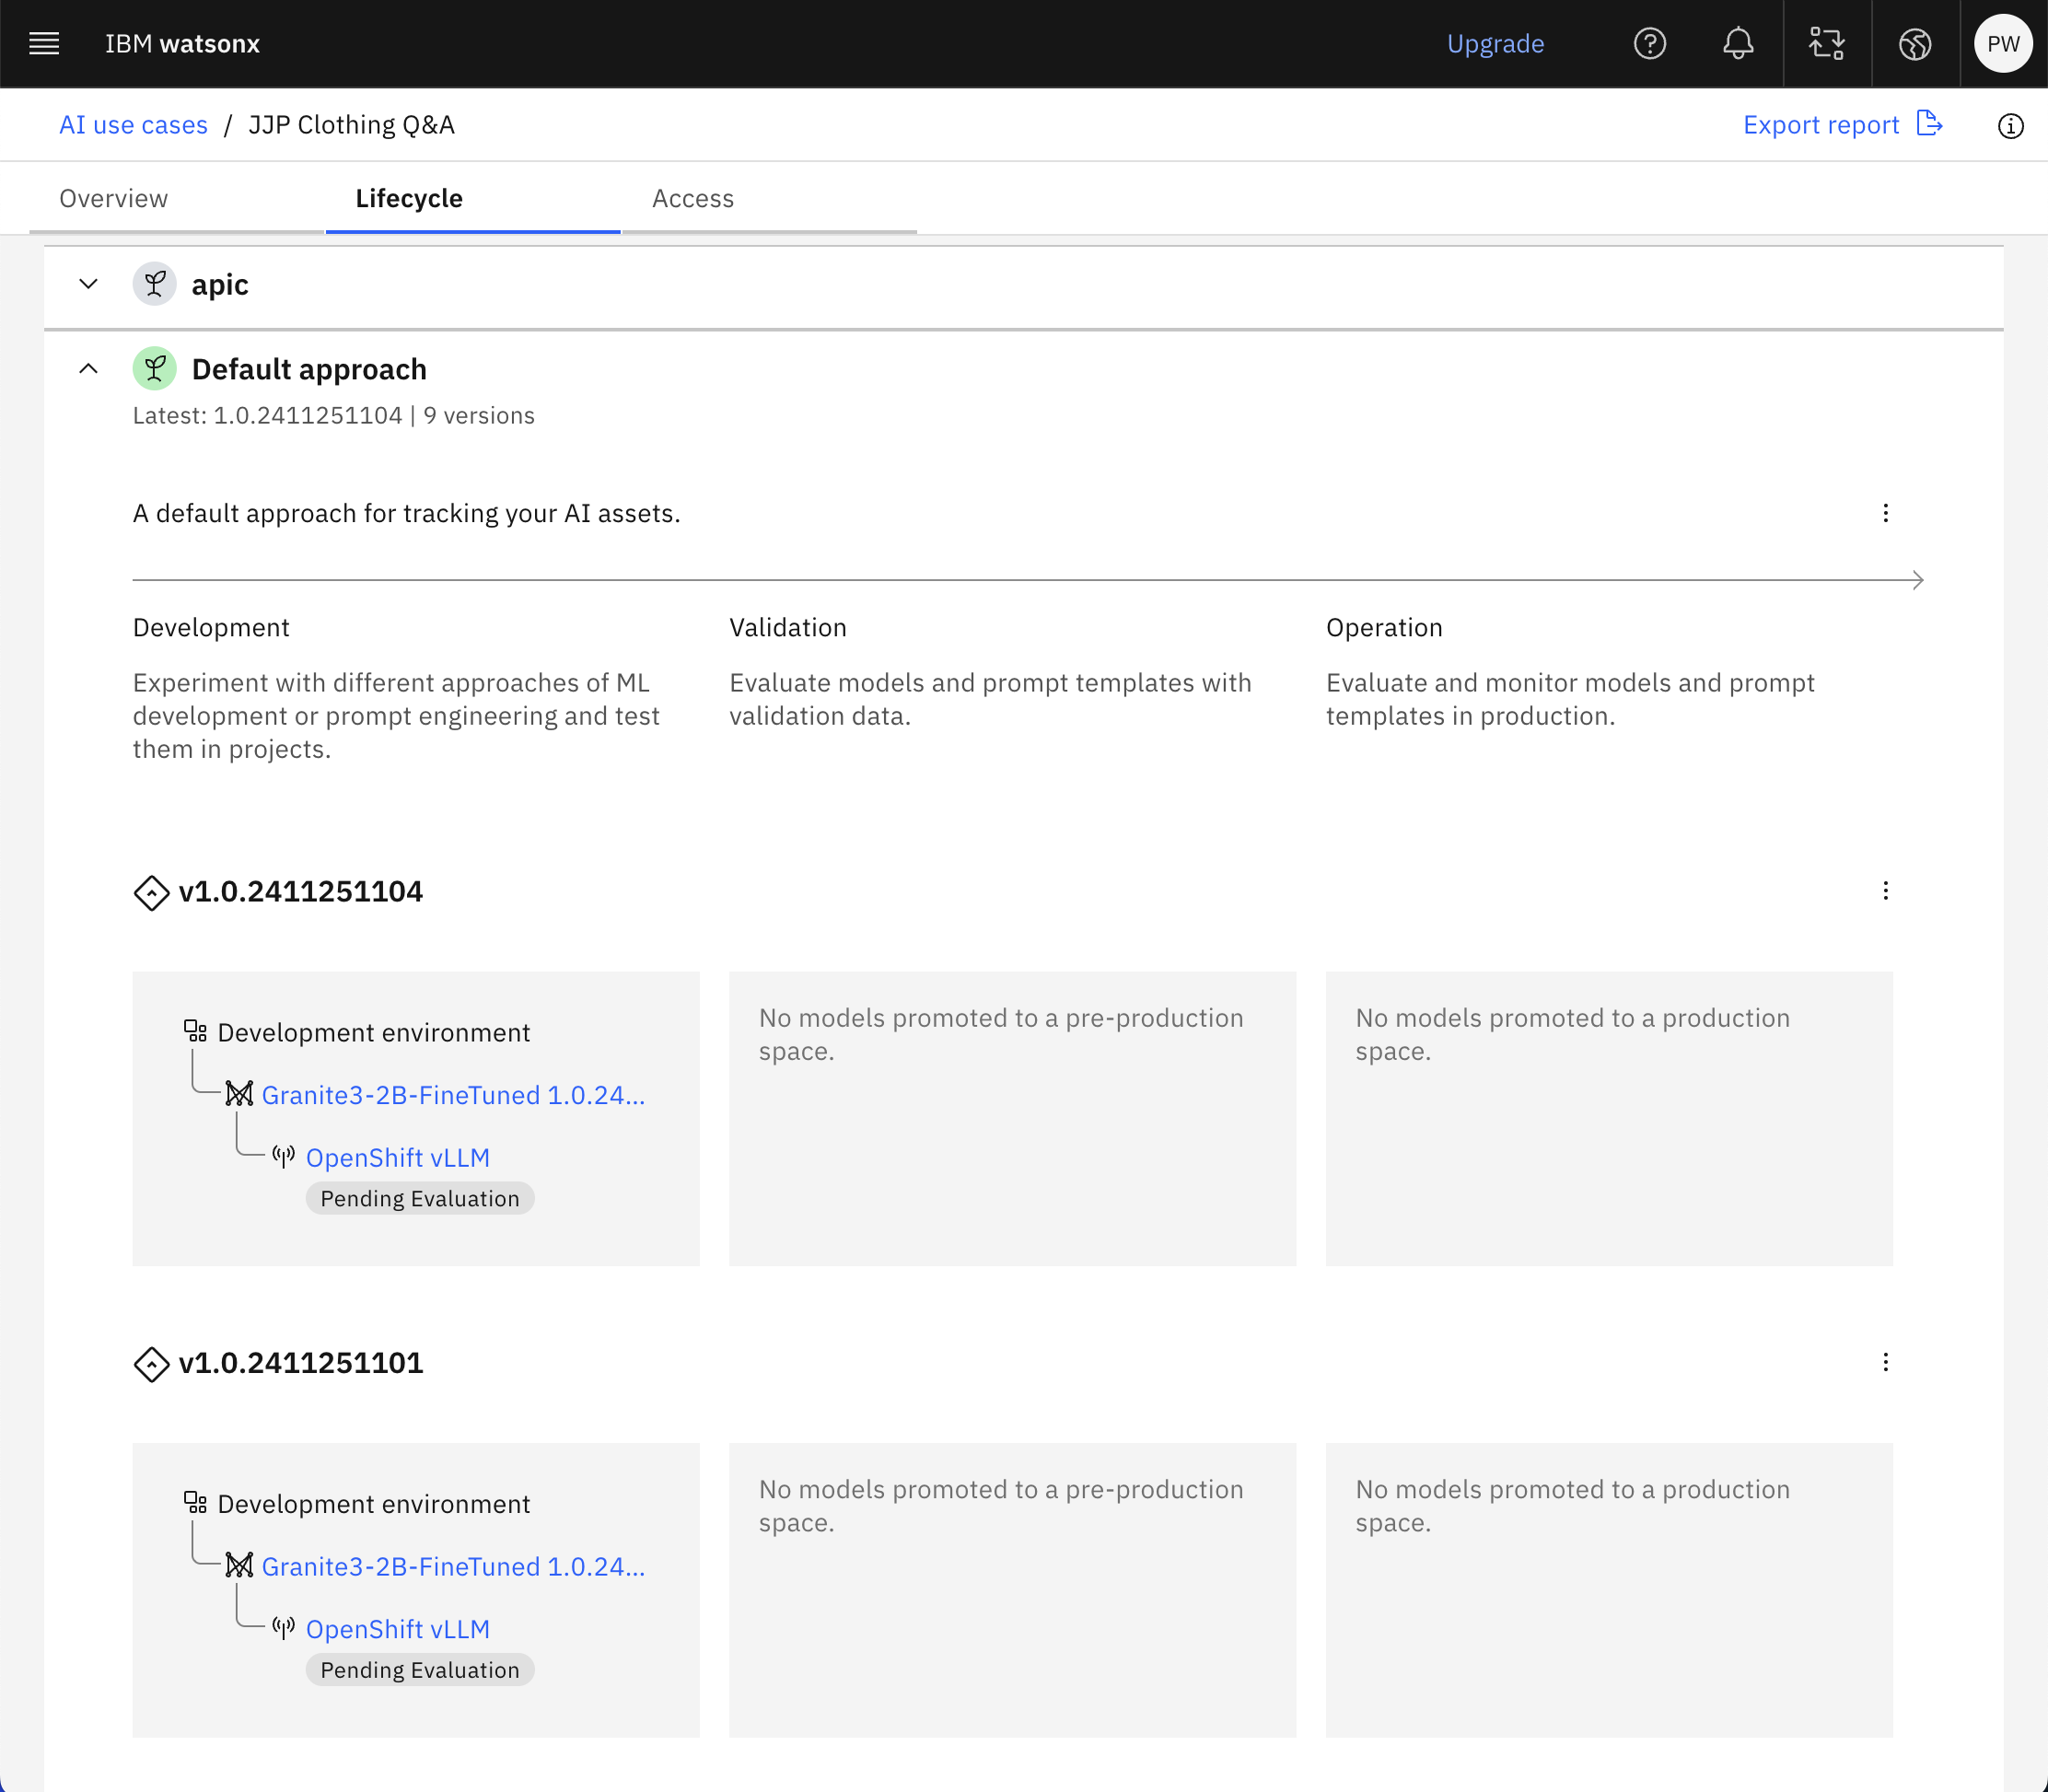 IBM watsonx
Upgrade
PW
AI use cases / JJP Clothing Q&A
Export report
Overview
Lifecycle
Access
apic
Default approach
Latest: 1.0.2411251104 | 9 versions
A default approach for tracking your AI assets.
Development
Experiment with different approaches of ML
development or prompt engineering and test
them in projects.
Validation
Evaluate models and prompt templates with
validation data.
Operation
Evaluate and monitor models and prompt
templates in production.
v1.0.2411251104
Development environment
Granite3-2B-FineTuned 1.0.24...
OpenShift vLLM
Pending Evaluation
No models promoted to a pre-production
space.
No models promoted to a production
space.
v1.0.2411251101
Development environment
Granite3-2B-FineTuned 1.0.24...
OpenShift vLLM
Pending Evaluation
No models promoted to a pre-production
space.
No models promoted to a production
space.